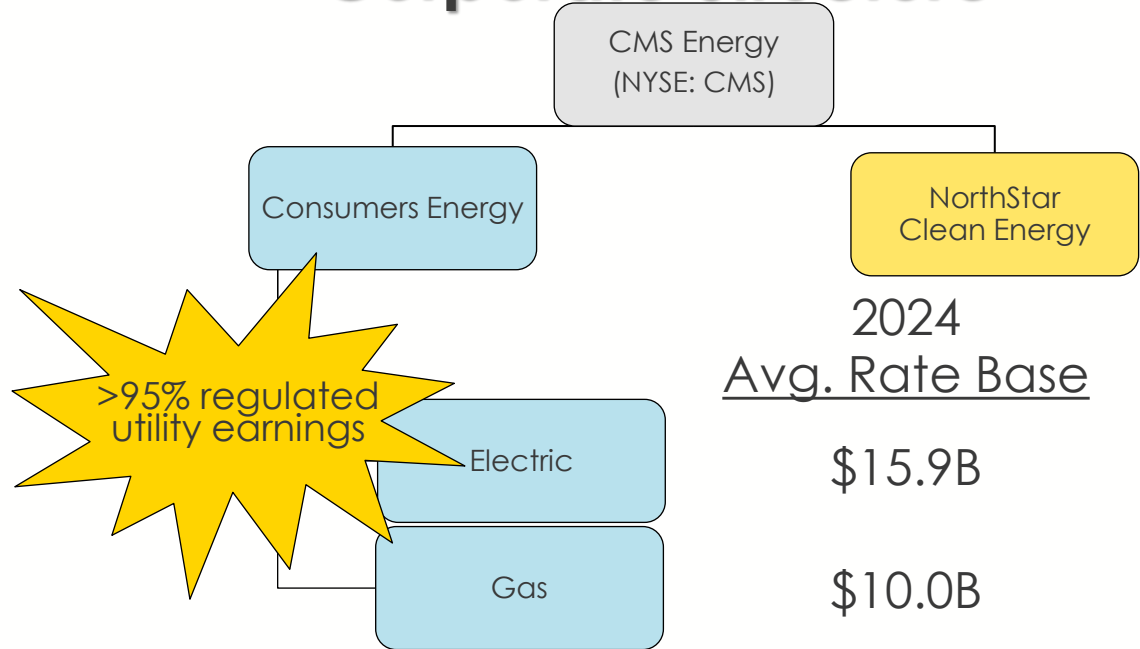 CMS Energy
(NYSE: CMS)
Consumers Energy
NorthStar
Clean Energy
2024
Avg. Rate Base
>95% regulated
utility earnings
Electric
$15.9B
Gas
$10.0B